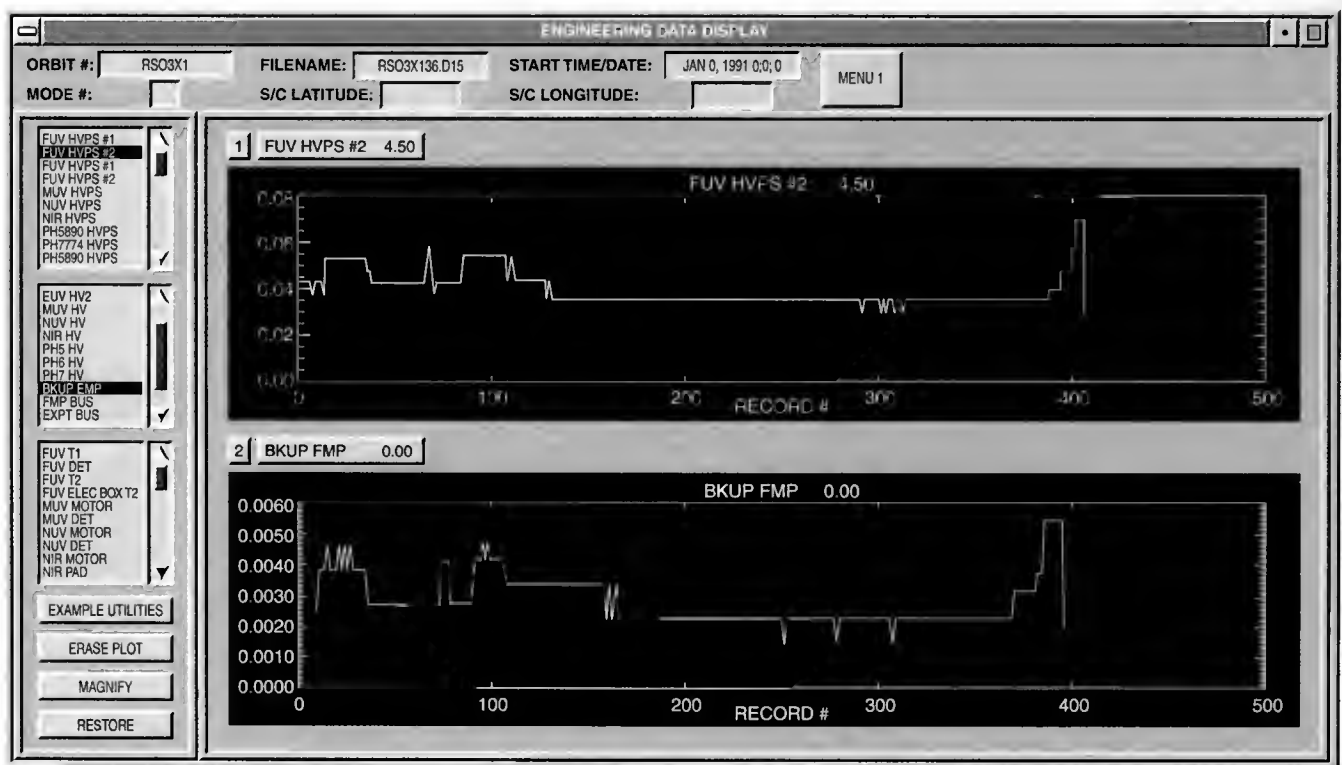 ENGINEERING DATA DISPLAY
ORBIT #: RSO3X1 FILENAME: RSO3X136.D15 START TIME/DATE: JAN 0, 1991 0;0; 0 MENU 1
MODE #: S/C LATITUDE: S/C LONGITUDE:
FUV HVPS #1
FUV HVPS #2
FUV HVPS #1
FUV HVPS #2
MUV HVPS
NUV HVPS
NIR HVPS
PH5890 HVPS
PH7774 HVPS
PH5890 HVPS
EUV HV2
MUV HV
NUV HV
NIR HV
PH5 HV
PH6 HV
PH7 HV
BKUP FMP
FMP BUS
EXPT BUS
FUV T1
FUV DET
FUV T2
FUV ELEC BOX T2
MUV MOTOR
MUV DET
NUV MOTOR
NUV DET
NIR MOTOR
NIR PAD
EXAMPLE UTILITIES
ERASE PLOT
MAGNIFY
RESTORE
1 FUV HVPS #2 4.50
FUV HVPS #2 4.50
0.08
0.06
0.04
0.02
0.00
0 100 200 300 400 500
RECORD #
2 BKUP FMP 0.00
BKUP FMP 0.00
0.0060
0.0050
0.0040
0.0030
0.0020
0.0010
0.0000
0 100 200 300 400 500
RECORD #